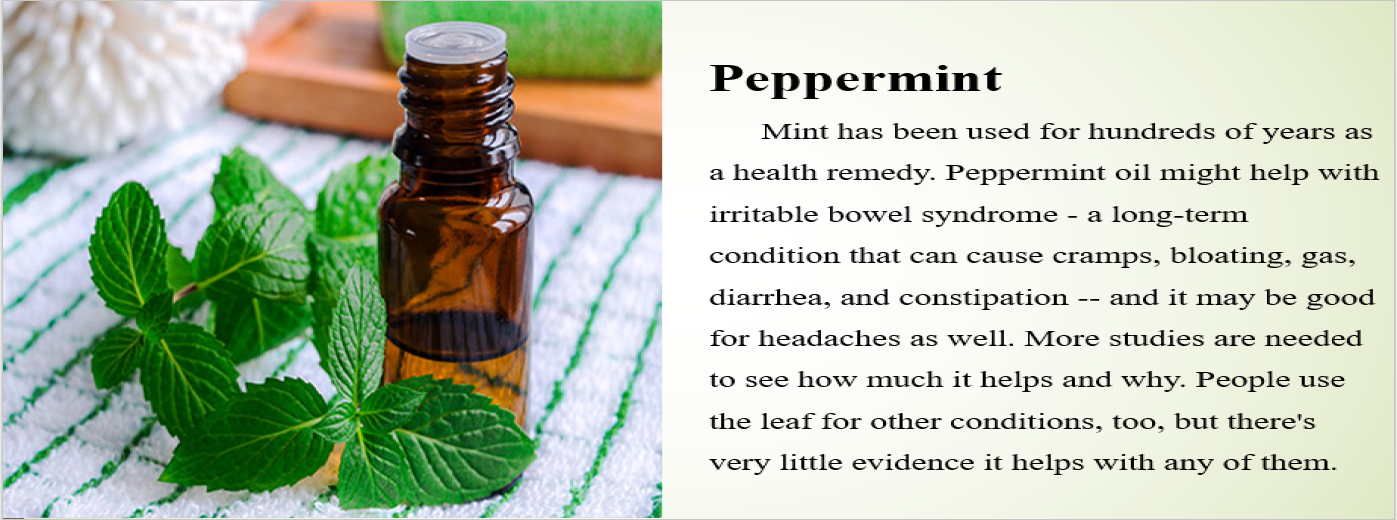 Peppermint
Mint has been used for hundreds of years as
a health remedy. Peppermint oil might help with
irritable bowel syndrome - a long-term
condition that can cause cramps, bloating, gas,
diarrhea, and constipation -- and it may be good
for headaches as well. More studies are needed
to see how much it helps and why. People use
the leaf for other conditions, too, but there's
very little evidence it helps with any of them.